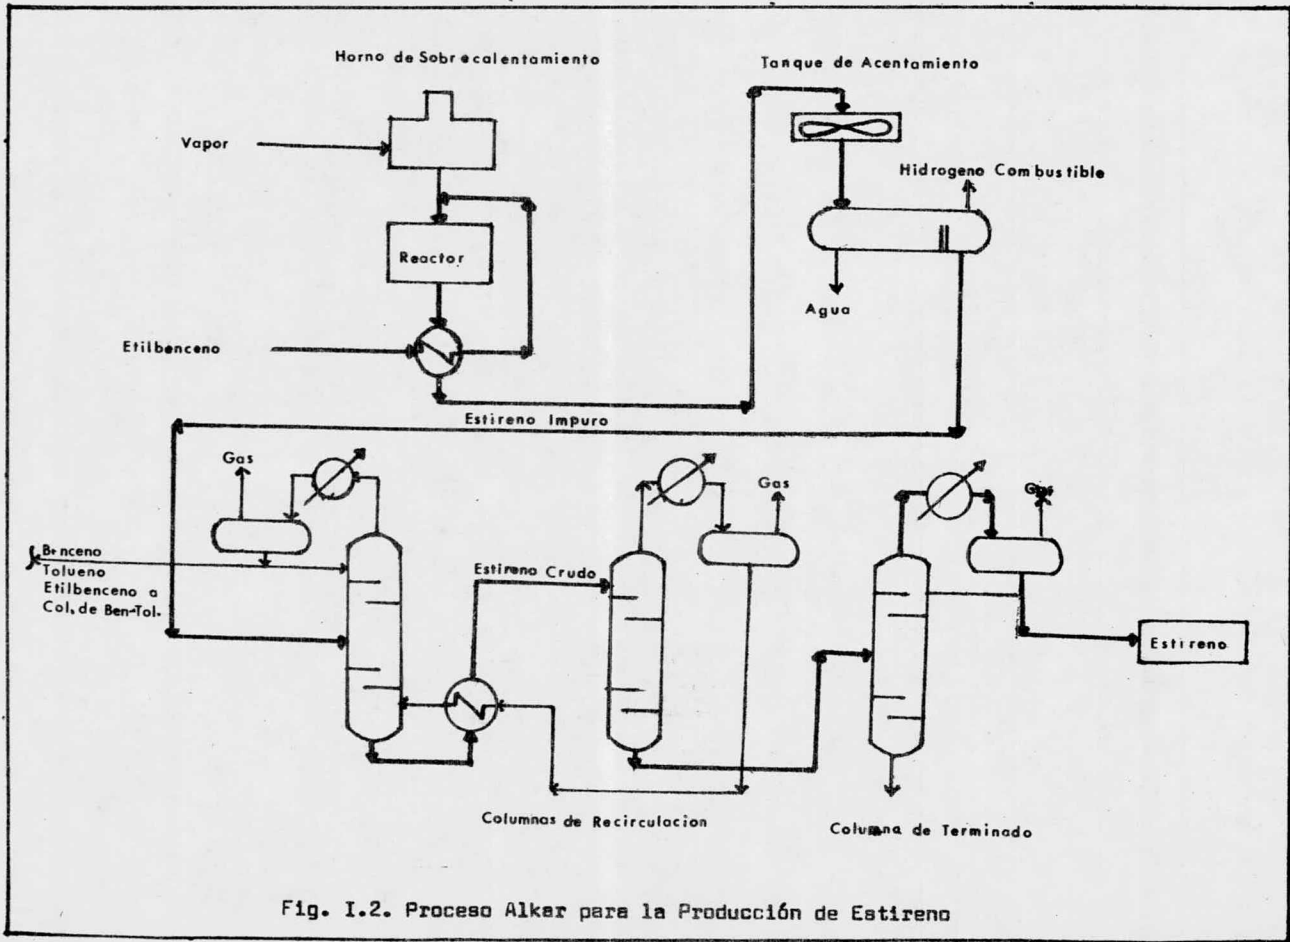 Horno de Sobrecalentamiento
Tanque de Acentamiento
Vapor
Hidrogeno Combustible
Reactor
Agua
Etilbenceno
Estireno Impuro
Gas
Gas
Gas
Benceno
Tolueno
Etilbenceno a
Col. de Ben-Tol.
Estireno Crudo
Estireno
Columnas de Recirculacion
Columna de Terminado
Fig. I.2. Proceso Alkar para la Producción de Estireno